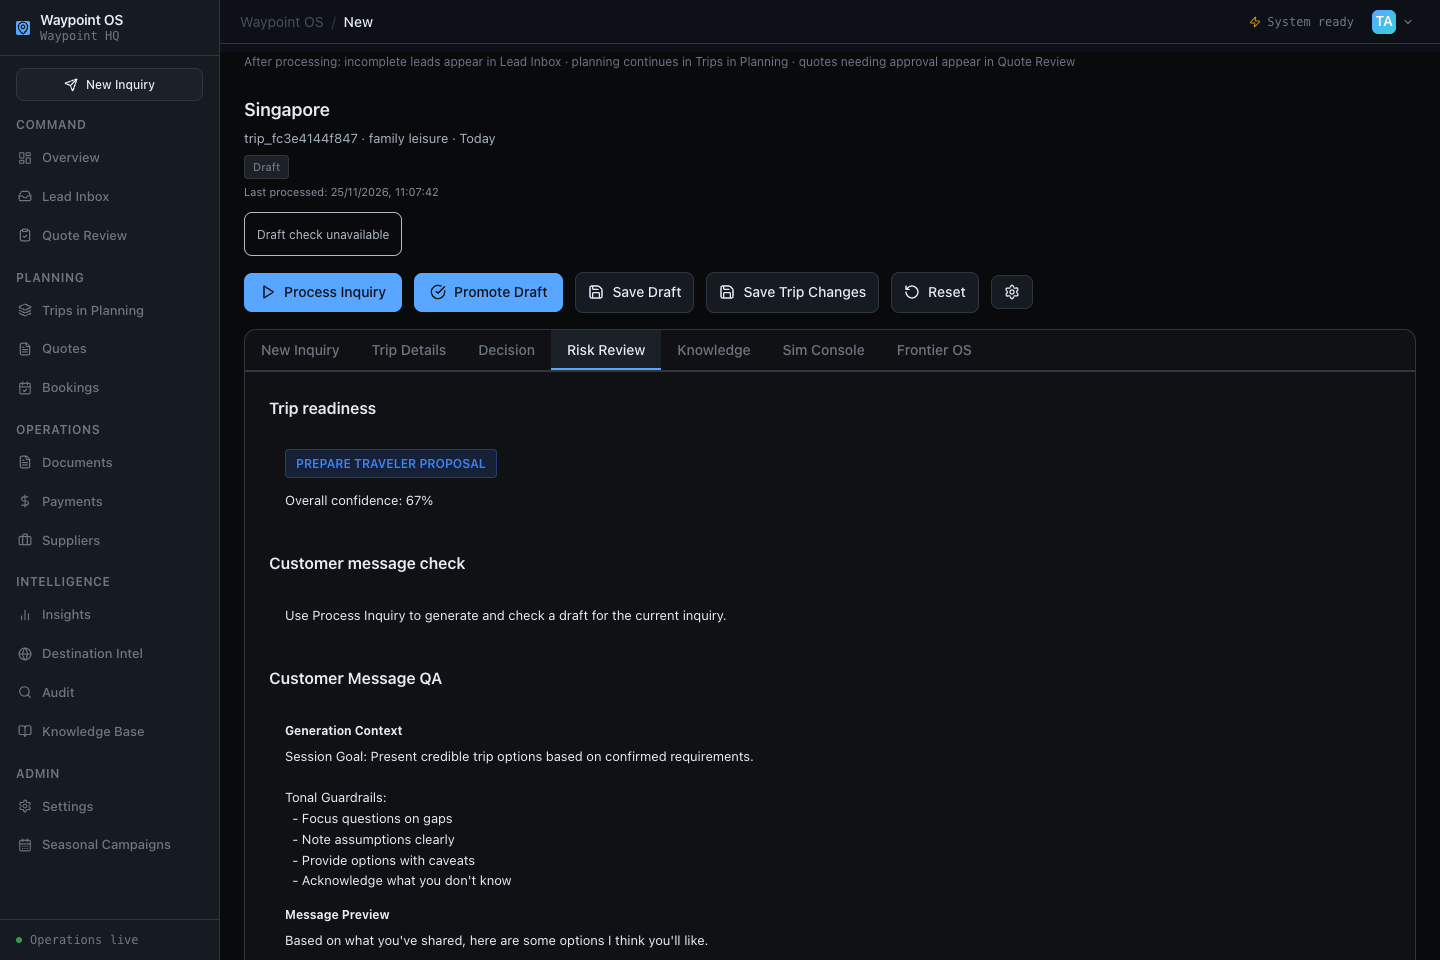 Waypoint OS
Waypoint HQ
New Inquiry
COMMAND
Overview
Lead Inbox
Quote Review
PLANNING
Trips in Planning
Quotes
Bookings
OPERATIONS
Documents
Payments
Suppliers
INTELLIGENCE
Insights
Destination Intel
Audit
Knowledge Base
ADMIN
Settings
Seasonal Campaigns
Operations live
Waypoint OS / New
System ready
TA
After processing: incomplete leads appear in Lead Inbox · planning continues in Trips in Planning · quotes needing approval appear in Quote Review
Singapore
trip_fc3e4144f847 · family leisure · Today
Draft
Last processed: 25/11/2026, 11:07:42
Draft check unavailable
Process Inquiry
Promote Draft
Save Draft
Save Trip Changes
Reset
New Inquiry
Trip Details
Decision
Risk Review
Knowledge
Sim Console
Frontier OS
Trip readiness
PREPARE TRAVELER PROPOSAL
Overall confidence: 67%
Customer message check
Use Process Inquiry to generate and check a draft for the current inquiry.
Customer Message QA
Generation Context
Session Goal: Present credible trip options based on confirmed requirements.
Tonal Guardrails:
- Focus questions on gaps
- Note assumptions clearly
- Provide options with caveats
- Acknowledge what you don't know
Message Preview
Based on what you've shared, here are some options I think you'll like.